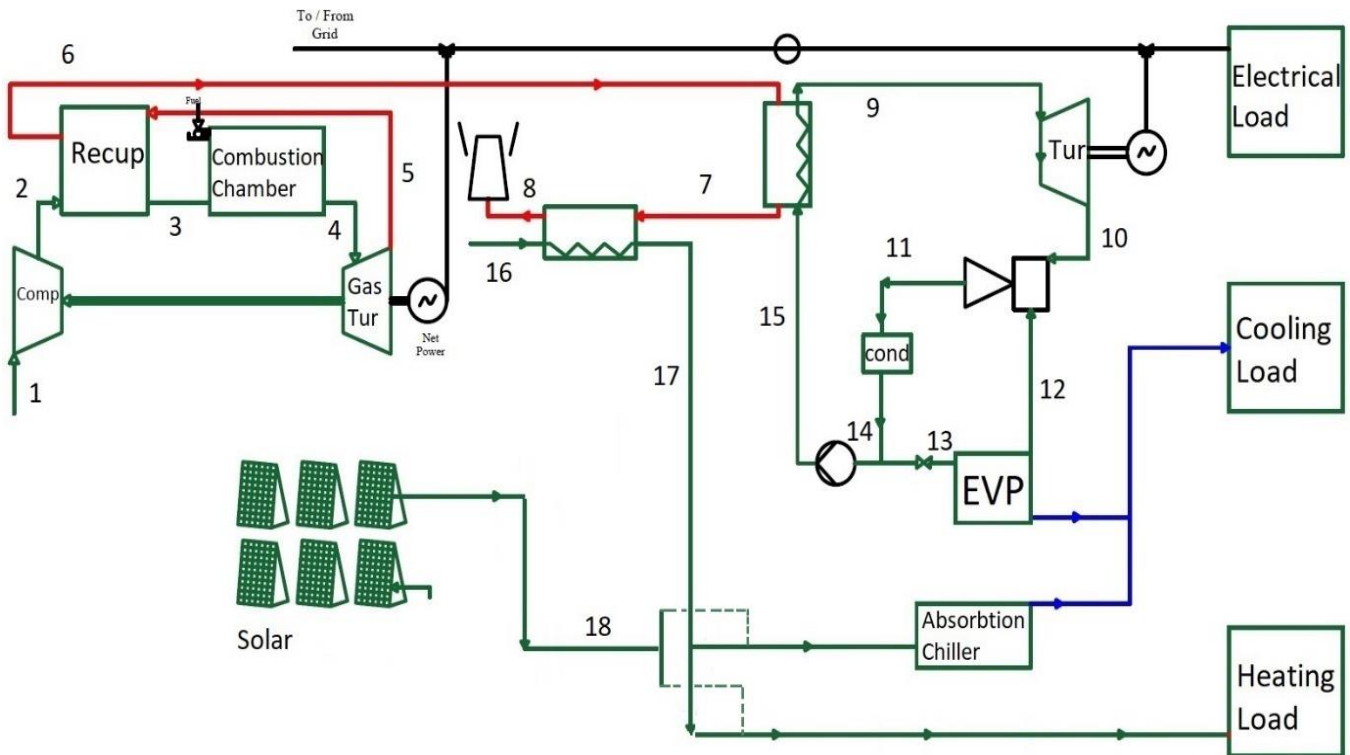 To / From
Grid
6
Electrical
Load
Fuel
9
Recup
Combustion
Chamber
Tur
2
5
8
7
3
4
10
11
16
Comp
Gas
Tur
15
Net
Power
cond
Cooling
Load
1
17
12
14
13
EVP
Solar
18
Absorbtion
Chiller
Heating
Load